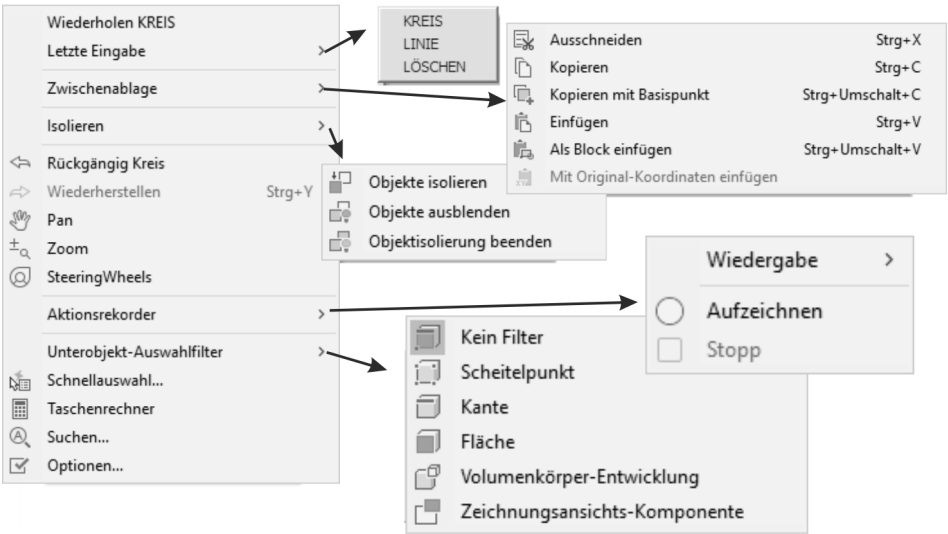 Wiederholen KREIS
Letzte Eingabe
Zwischenablage
Isolieren
Rückgängig Kreis
Wiederherstellen Strg+Y
Pan
Zoom
SteeringWheels
Aktionsrekorder
Unterobjekt-Auswahlfilter
Schnellauswahl...
Taschenrechner
Suchen...
Optionen...
KREIS
LINIE
LÖSCHEN
Ausschneiden Strg+X
Kopieren Strg+C
Kopieren mit Basispunkt Strg+Umschalt+C
Einfügen Strg+V
Als Block einfügen Strg+Umschalt+V
Mit Original-Koordinaten einfügen
Objekte isolieren
Objekte ausblenden
Objektisolierung beenden
Wiedergabe
Aufzeichnen
Stopp
Kein Filter
Scheitelpunkt
Kante
Fläche
Volumenkörper-Entwicklung
Zeichnungsansichts-Komponente